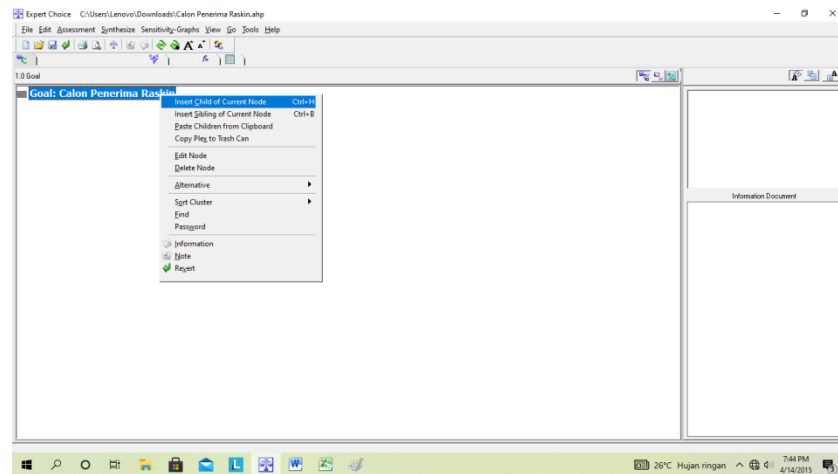 Expert Choice C:\Users\Lenovo\Downloads\Calon Penerima Raskin.ahp
File Edit Assessment Synthesize Sensitivity-Graphs View Go Tools Help
1.0 Goal
Goal: Calon Penerima Raskin
Insert Child of Current Node Ctrl+H
Insert Sibling of Current Node Ctrl+B
Paste Children from Clipboard
Copy Plex to Trash Can
Edit Node
Delete Node
Alternative
Sort Cluster
Find
Password
Information
Note
Revert
Information Document
26°C Hujan ringan
7:44 PM
4/14/2015